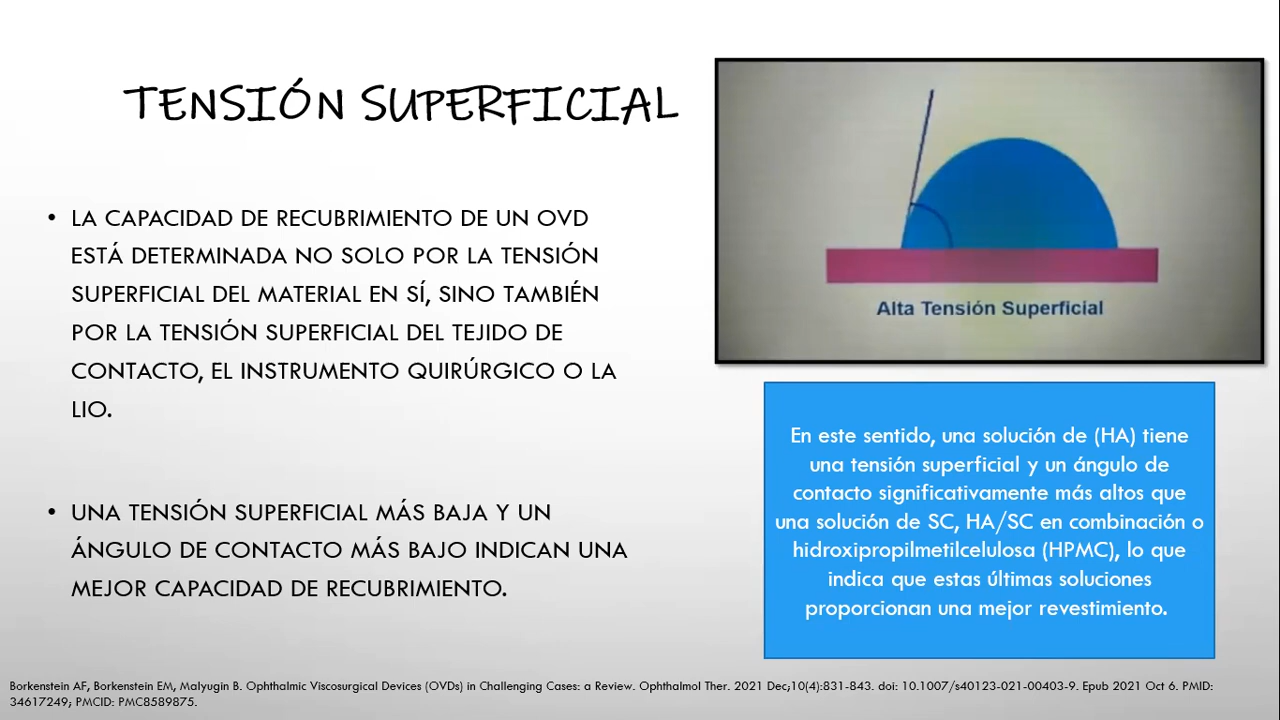 TENSIÓN SUPERFICIAL
• LA CAPACIDAD DE RECUBRIMIENTO DE UN OVD
ESTÁ DETERMINADA NO SOLO POR LA TENSIÓN
SUPERFICIAL DEL MATERIAL EN SÍ, SINO TAMBIÉN
POR LA TENSIÓN SUPERFICIAL DEL TEJIDO DE
CONTACTO, EL INSTRUMENTO QUIRÚRGICO O LA
LIO.
• UNA TENSIÓN SUPERFICIAL MÁS BAJA Y UN
ÁNGULO DE CONTACTO MÁS BAJO INDICAN UNA
MEJOR CAPACIDAD DE RECUBRIMIENTO.
Alta Tensión Superficial
En este sentido, una solución de (HA) tiene
una tensión superficial y un ángulo de
contacto significativamente más altos que
una solución de SC, HA/SC en combinación o
hidroxipropilmetilcelulosa (HPMC), lo que
indica que estas últimas soluciones
proporcionan una mejor revestimiento.
Borkenstein AF, Borkenstein EM, Malyugin B. Ophthalmic Viscosurgical Devices (OVDs) in Challenging Cases: a Review. Ophthalmol Ther. 2021 Dec;10(4):831-843. doi: 10.1007/s40123-021-00403-9. Epub 2021 Oct 6. PMID:
34617249; PMCID: PMC8589875.